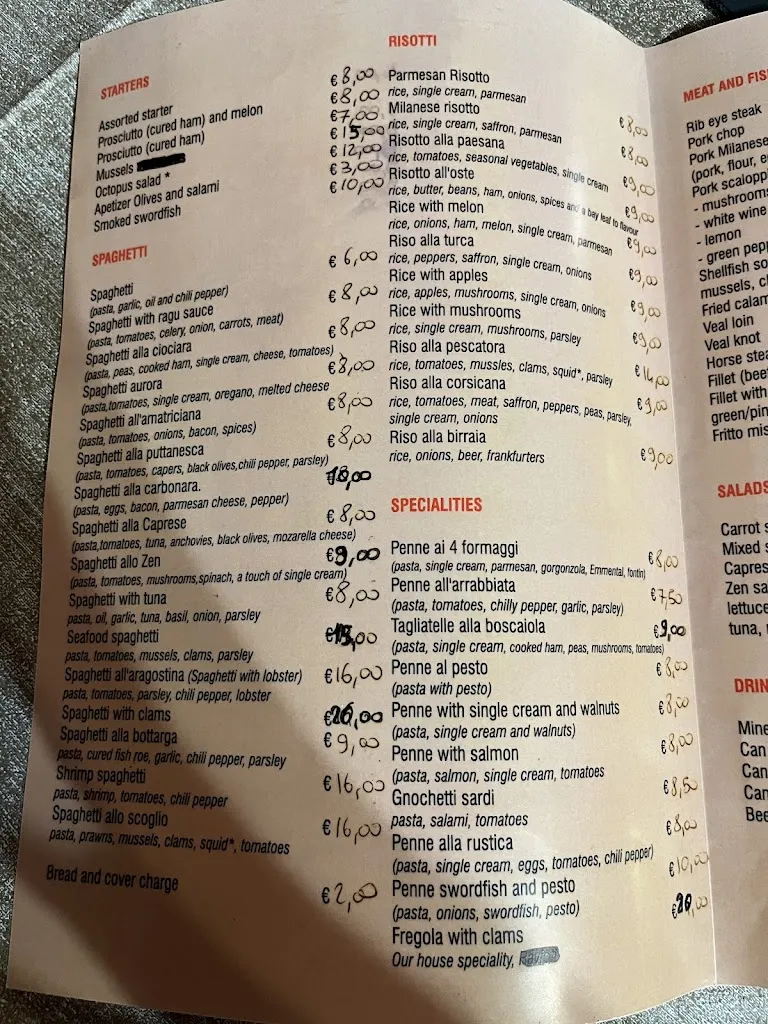 STARTERS
Assorted starter €8,00
Prosciutto (cured ham) and melon €8,00
Prosciutto (cured ham) €7,00
Mussels €15,00
Octopus salad * €12,00
Apetizer Olives and salami €3,00
Smoked swordfish €10,00
SPAGHETTI
Spaghetti € 6,00
(pasta, garlic, oil and chili pepper)
Spaghetti with ragu sauce € 8,00
(pasta, tomatoes, celery, onion, carrots, meat)
Spaghetti alla ciociara €8,00
(pasta, peas, cooked ham, single cream, cheese, tomatoes)
Spaghetti aurora €8,00
(pasta,tomatoes, single cream, oregano, melted cheese
Spaghetti all'amatriciana €8,00
(pasta, tomatoes, onions, bacon, spices)
Spaghetti alla puttanesca €8,00
(pasta, tomatoes, capers, black olives,chili pepper, parsley)
Spaghetti alla carbonara. 10,00
(pasta, eggs, bacon, parmesan cheese, pepper)
Spaghetti alla Caprese €8,00
(pasta,tomatoes, tuna, anchovies, black olives, mozarella cheese)
Spaghetti allo Zen €9,00
(pasta, tomatoes, mushrooms,spinach, a touch of single cream)
Spaghetti with tuna €8,00
pasta, oil, garlic, tuna, basil, onion, parsley
Seafood spaghetti €15,00
pasta, tomatoes, mussels, clams, parsley
Spaghetti all'aragostina (Spaghetti with lobster) €16,00
pasta, tomatoes, parsley, chili pepper, lobster
Spaghetti with clams €20,00
Spaghetti alla bottarga €9,00
pasta, cured fish roe, garlic, chili pepper, parsley
Shrimp spaghetti €16,00
pasta, shrimp, tomatoes, chili pepper
Spaghetti allo scoglio €16,00
pasta, prawns, mussels, clams, squid*, tomatoes
Bread and cover charge € 2,00
RISOTTI
Parmesan Risotto €8,00
rice, single cream, parmesan
Milanese risotto €8,00
rice, single cream, saffron, parmesan
Risotto alla paesana €9,00
rice, tomatoes, seasonal vegetables, single cream
Risotto all'oste €9,00
rice, butter, beans, ham, onions, spices and a bay leaf to flavour
Rice with melon €9,00
rice, onions, ham, melon, single cream, parmesan
Riso alla turca €9,00
rice, peppers, saffron, single cream, onions
Rice with apples €9,00
rice, apples, mushrooms, single cream, onions
Rice with mushrooms €9,00
rice, single cream, mushrooms, parsley
Riso alla pescatora €14,00
rice, tomatoes, mussles, clams, squid*, parsley
Riso alla corsicana €9,00
rice, tomatoes, meat, saffron, peppers, peas, parsley,
single cream, onions
Riso alla birraia €9,00
rice, onions, beer, frankfurters
SPECIALITIES
Penne ai 4 formaggi €8,00
(pasta, single cream, parmesan, gorgonzola, Emmental, fontin)
Penne all'arrabbiata €7,50
(pasta, tomatoes, chilly pepper, garlic, parsley)
Tagliatelle alla boscaiola €9,00
(pasta, single cream, cooked ham, peas, mushrooms, tomatoes)
Penne al pesto €8,00
(pasta with pesto)
Penne with single cream and walnuts €8,00
(pasta, single cream and walnuts)
Penne with salmon €8,00
(pasta, salmon, single cream, tomatoes
Gnochetti sardi €8,50
pasta, salami, tomatoes
Penne alla rustica €8,00
(pasta, single cream, eggs, tomatoes, chili pepper)
Penne swordfish and pesto €10,00
(pasta, onions, swordfish, pesto)
Fregola with clams €20,00
Our house speciality,
MEAT AND FIS
Rib eye steak
Pork chop
Pork Milanese
(pork, flour, e
Pork scalopp
- mushrooms
- white wine
- lemon
- green pepp
Shellfish so
mussels, cl
Fried calam
Veal loin
Veal knot
Horse stea
Fillet (bee
Fillet with
green/pin
Fritto mis
SALADS
Carrot s
Mixed s
Capres
Zen sa
lettuce
tuna,
DRIN
Mine
Can
Can
Can
Bee